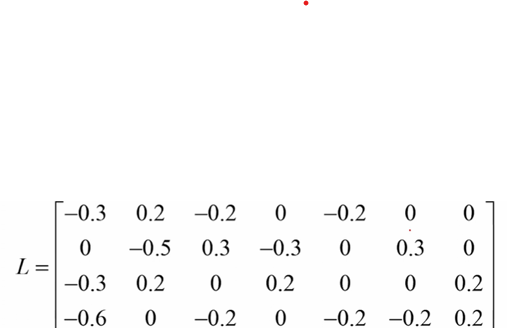 -0.3 0.2 -0.2 0 -0.2 0 0
0 -0.5 0.3 -0.3 0 0.3 0
L =
-0.3 0.2 0 0.2 0 0 0.2
-0.6 0 -0.2 0 -0.2 -0.2 0.2